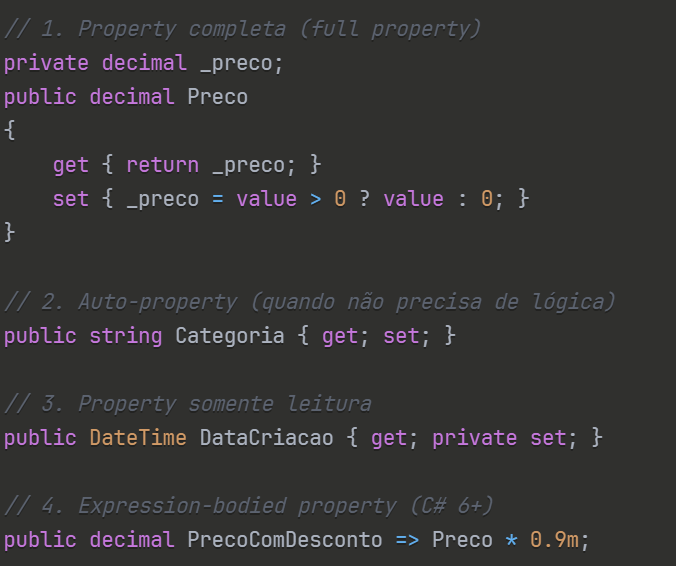 // 1. Property completa (full property)
private decimal _preco;
public decimal Preco
{
    get { return _preco; }
    set { _preco = value > 0 ? value : 0; }
}
// 2. Auto-property (quando não precisa de lógica)
public string Categoria { get; set; }
// 3. Property somente leitura
public DateTime DataCriacao { get; private set; }
// 4. Expression-bodied property (C# 6+)
public decimal PrecoComDesconto => Preco * 0.9m;